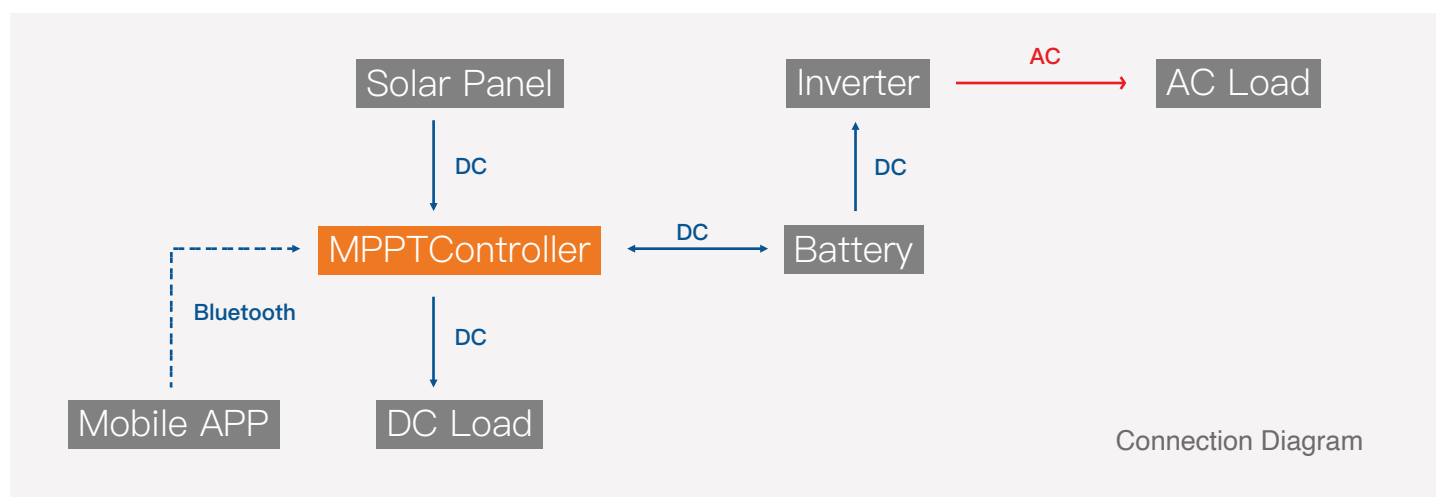 Solar Panel
Inverter
AC
AC Load
DC
DC
MPPTController
DC
Battery
Bluetooth
DC
Mobile APP
DC Load
Connection Diagram